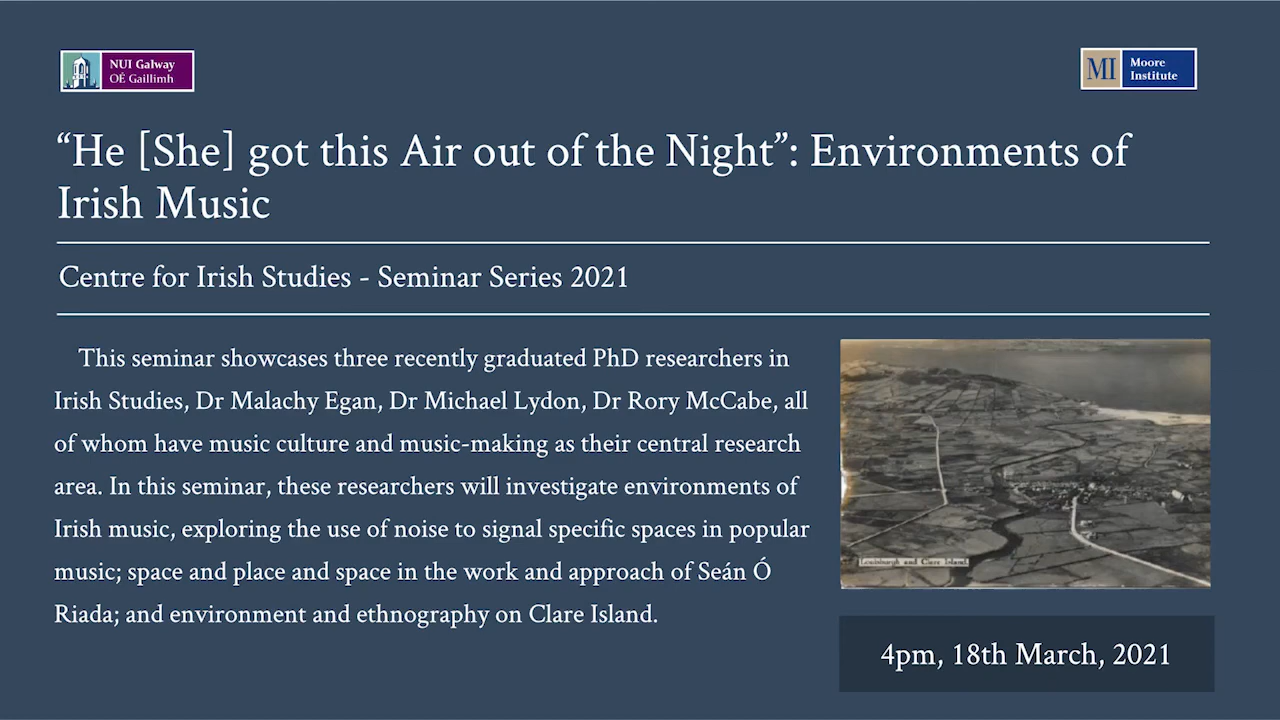 NUI Galway
OÉ Gaillimh
MI
Moore
Institute
“He [She] got this Air out of the Night”: Environments of
Irish Music
Centre for Irish Studies - Seminar Series 2021
This seminar showcases three recently graduated PhD researchers in
Irish Studies, Dr Malachy Egan, Dr Michael Lydon, Dr Rory McCabe, all
of whom have music culture and music-making as their central research
area. In this seminar, these researchers will investigate environments of
Irish music, exploring the use of noise to signal specific spaces in popular
music; space and place and space in the work and approach of Seán Ó
Riada; and environment and ethnography on Clare Island.
Louisburgh and Clare Island.
4pm, 18th March, 2021